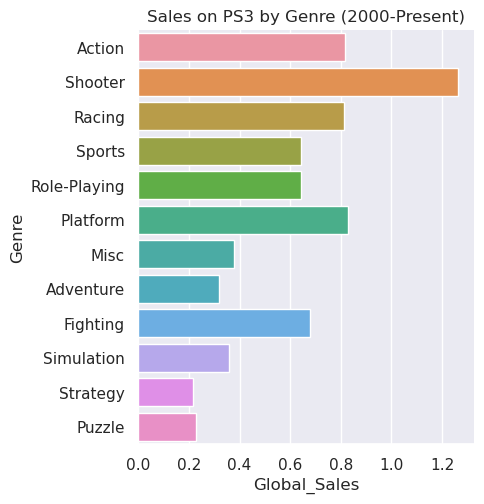 Sales on PS3 by Genre (2000-Present)
Action
Shooter
Racing
Sports
Role-Playing
Platform
Misc
Adventure
Fighting
Simulation
Strategy
Puzzle
Genre
0.0 0.2 0.4 0.6 0.8 1.0 1.2
Global_Sales